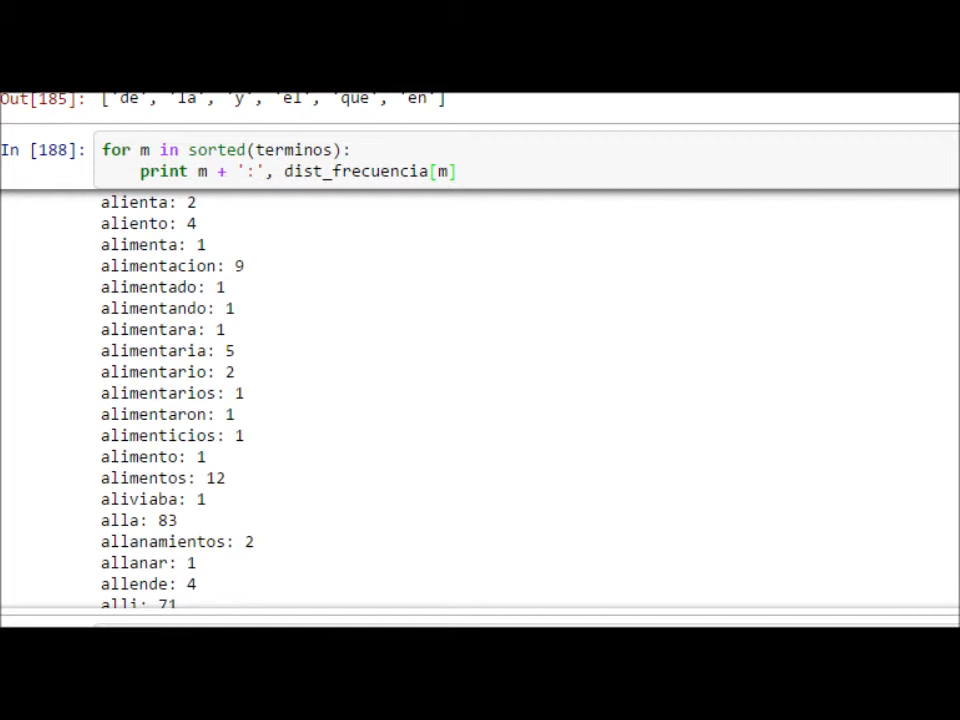 Out[185]: ['de', 'la', 'y', 'el', 'que', 'en']
In [188]: for m in sorted(terminos):
print m + ':', dist_frecuencia[m]
alienta: 2
aliento: 4
alimenta: 1
alimentacion: 9
alimentado: 1
alimentando: 1
alimentara: 1
alimentaria: 5
alimentario: 2
alimentarios: 1
alimentaron: 1
alimenticios: 1
alimento: 1
alimentos: 12
aliviaba: 1
alla: 83
allanamientos: 2
allanar: 1
allende: 4
alli: 71